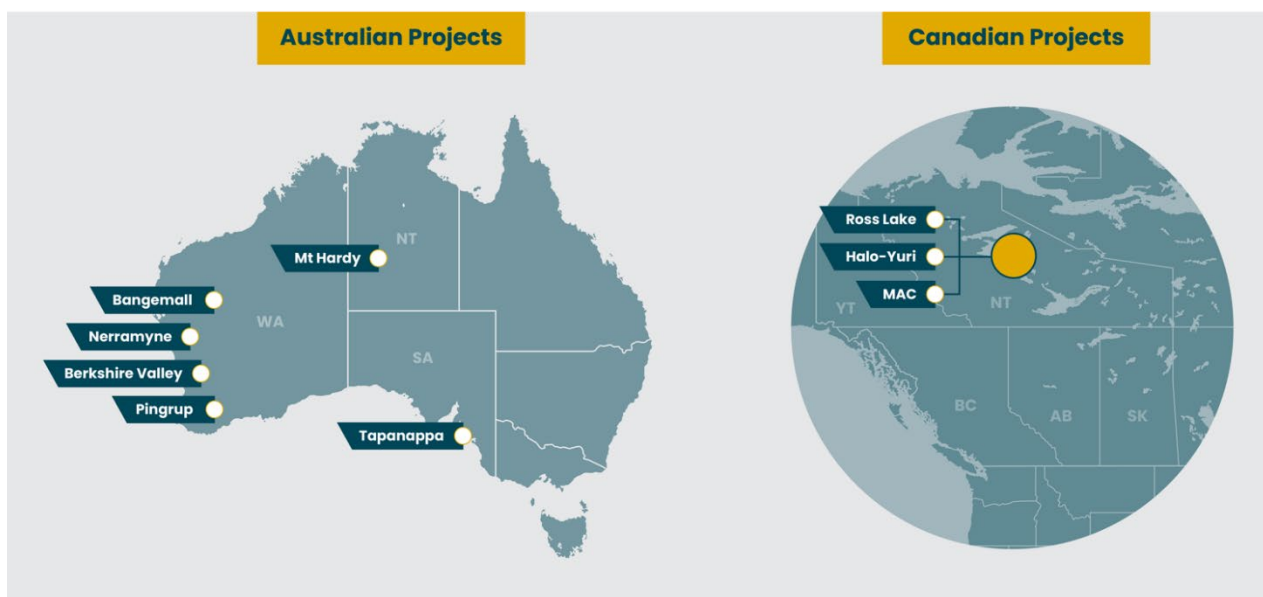 Australian Projects
Canadian Projects
NT
Mt Hardy
Bangemall
WA
Nerramyne
SA
Berkshire Valley
Pingrup
Tapanappa
Ross Lake
Halo-Yuri
MAC
YT
NT
BC
AB
SK